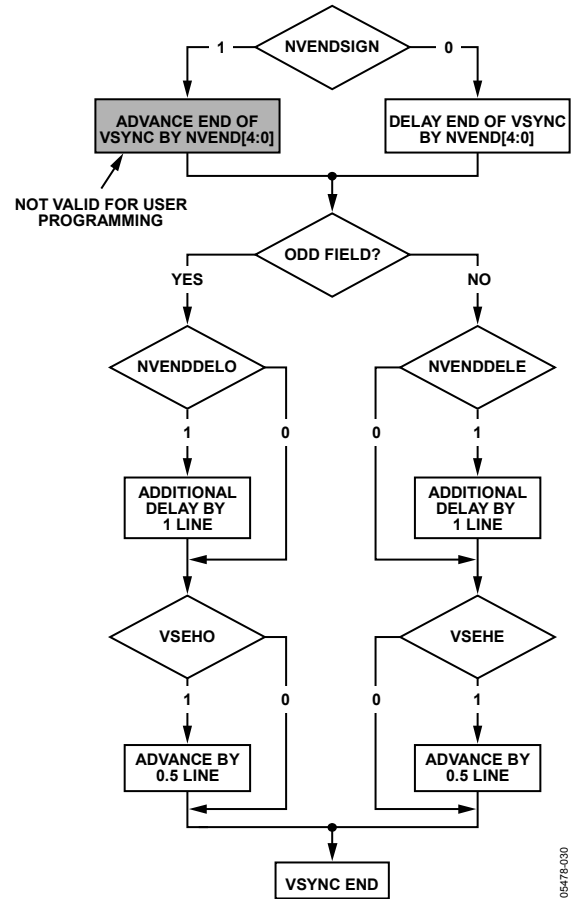 NVENDSIGN
1
0
ADVANCE END OF
VSYNC BY NVEND[4:0]
DELAY END OF VSYNC
BY NVEND[4:0]
NOT VALID FOR USER
PROGRAMMING
ODD FIELD?
YES
NO
NVENDDELO
NVENDDELE
1
0
0
1
ADDITIONAL
DELAY BY
1 LINE
ADDITIONAL
DELAY BY
1 LINE
VSEHO
VSEHE
1
0
0
1
ADVANCE BY
0.5 LINE
ADVANCE BY
0.5 LINE
VSYNC END
05478-030